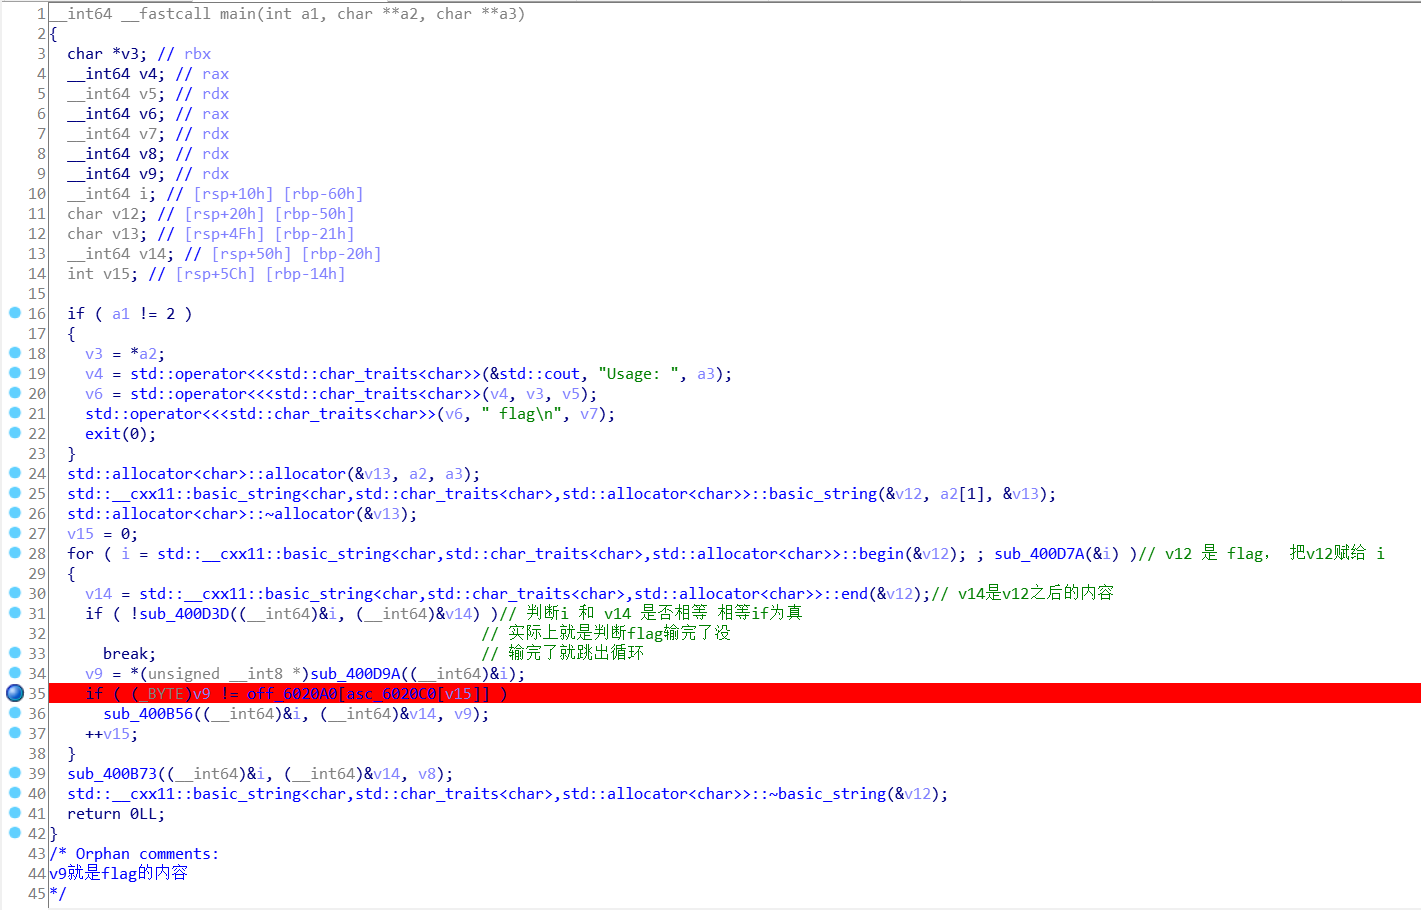 1 __int64 __fastcall main(int a1, char **a2, char **a3)
2 {
3 char *v3; // rbx
4 __int64 v4; // rax
5 __int64 v5; // rdx
6 __int64 v6; // rax
7 __int64 v7; // rdx
8 __int64 v8; // rdx
9 __int64 v9; // rdx
10 __int64 i; // [rsp+10h] [rbp-60h]
11 char v12; // [rsp+20h] [rbp-50h]
12 char v13; // [rsp+4Fh] [rbp-21h]
13 __int64 v14; // [rsp+50h] [rbp-20h]
14 int v15; // [rsp+5Ch] [rbp-14h]
15
16 if ( a1 != 2 )
17 {
18 v3 = *a2;
19 v4 = std::operator<<<std::char_traits<char>>(&std::cout, "Usage: ", a3);
20 v6 = std::operator<<<std::char_traits<char>>(v4, v3, v5);
21 std::operator<<<std::char_traits<char>>(v6, " flag\n", v7);
22 exit(0);
23 }
24 std::allocator<char>::allocator(&v13, a2, a3);
25 std::__cxx11::basic_string<char,std::char_traits<char>,std::allocator<char>>::basic_string(&v12, a2[1], &v13);
26 std::allocator<char>::~allocator(&v13);
27 v15 = 0;
28 for ( i = std::__cxx11::basic_string<char,std::char_traits<char>,std::allocator<char>>::begin(&v12); ; sub_400D7A(&i) )// v12 是 flag， 把v12赋给 i
29 {
30 v14 = std::__cxx11::basic_string<char,std::char_traits<char>,std::allocator<char>>::end(&v12);// v14是v12之后的内容
31 if ( !sub_400D3D((__int64)&i, (__int64)&v14) )// 判断i 和 v14 是否相等 相等if为真
32 // 实际上就是判断flag输完了没
33 break; // 输完了就跳出循环
34 v9 = *(unsigned __int8 *)sub_400D9A((__int64)&i);
35 if ( (_BYTE)v9 != off_6020A0[asc_6020C0[v15]] )
36 sub_400B56((__int64)&i, (__int64)&v14, v9);
37 ++v15;
38 }
39 sub_400B73((__int64)&i, (__int64)&v14, v8);
40 std::__cxx11::basic_string<char,std::char_traits<char>,std::allocator<char>>::~basic_string(&v12);
41 return 0LL;
42 }
43 /* Orphan comments:
44 v9就是flag的内容
45 */